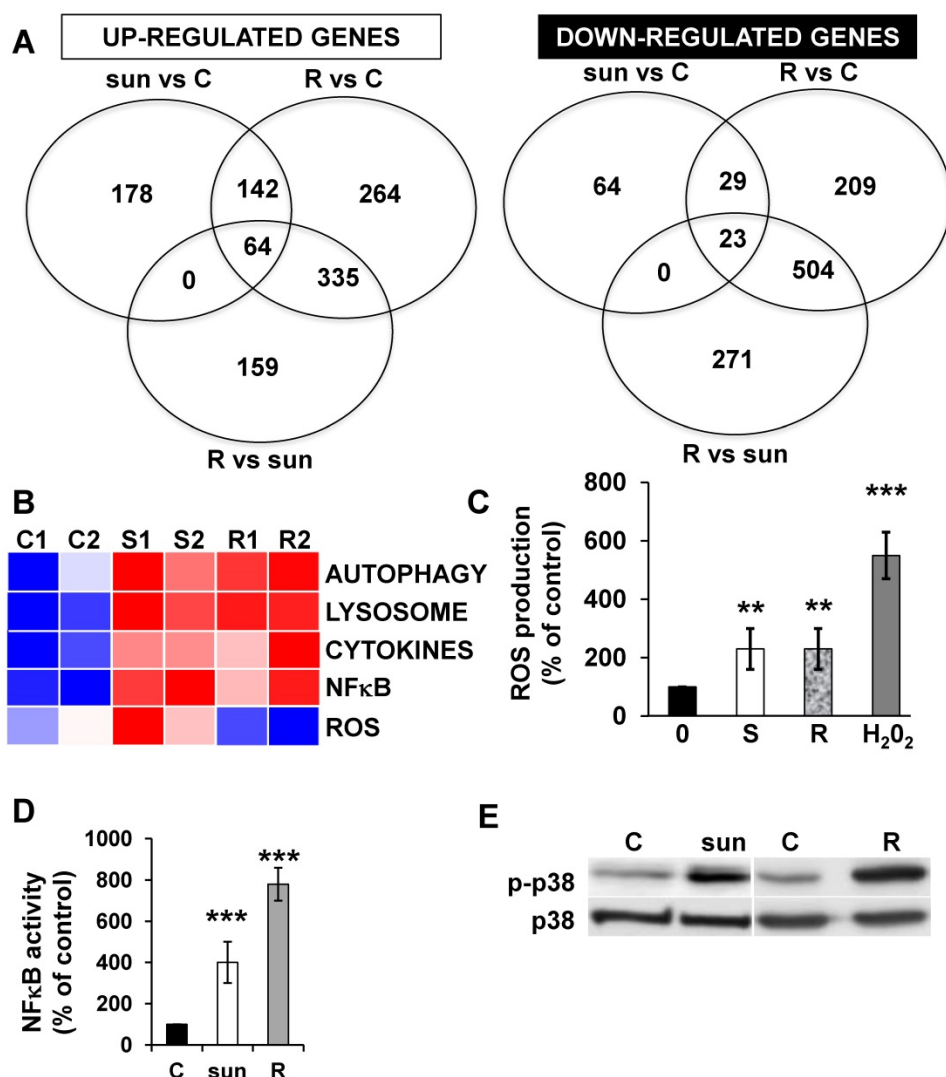 A
UP-REGULATED GENES
DOWN-REGULATED GENES
sun vs C
R vs C
178
142
264
64
0
335
159
R vs sun
sun vs C
R vs C
64
29
209
23
0
504
271
R vs sun
B
C1 C2 S1 S2 R1 R2
AUTOPHAGY
LYSOSOME
CYTOKINES
NFκB
ROS
C
ROS production
(% of control)
800
600
400
200
0
** ** ***
0 S R H₂0₂
D
NFκB activity
(% of control)
1000
800
600
400
200
0
*** ***
C sun R
E
C sun C R
p-p38
p38